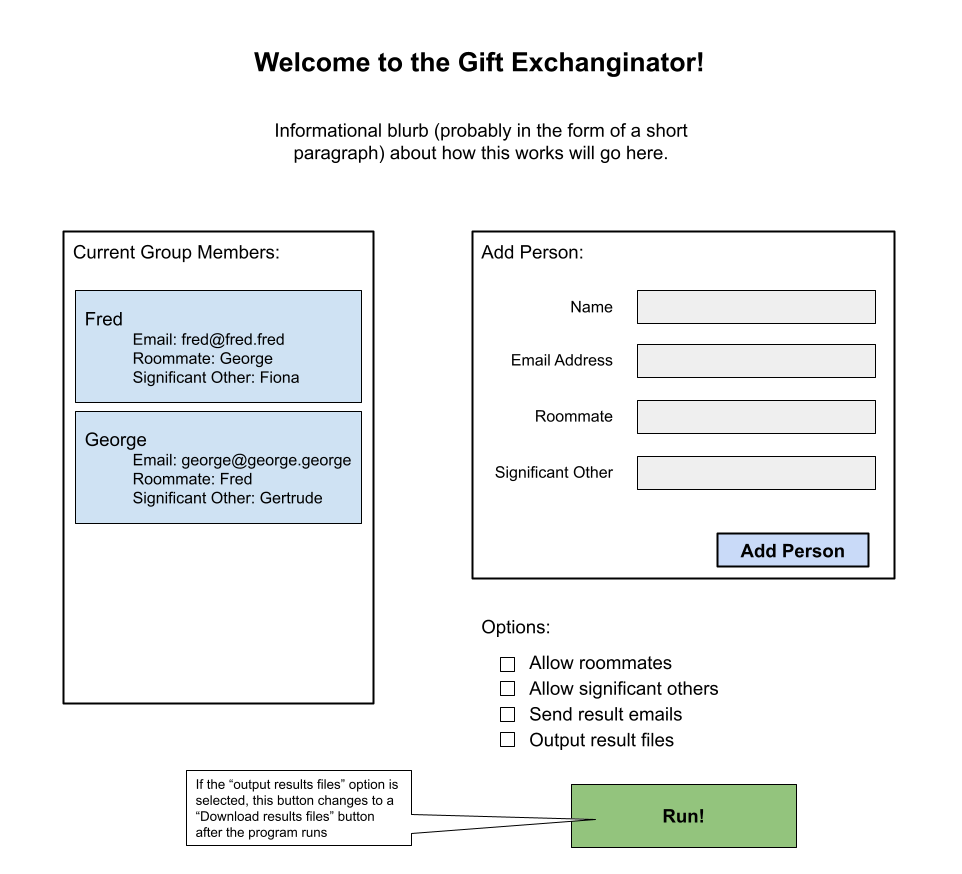 Welcome to the Gift Exchanginator!
Informational blurb (probably in the form of a short
paragraph) about how this works will go here.
Current Group Members:
Fred
Email: fred@fred.fred
Roommate: George
Significant Other: Fiona
George
Email: george@george.george
Roommate: Fred
Significant Other: Gertrude
Add Person:
Name
Email Address
Roommate
Significant Other
Add Person
Options:
Allow roommates
Allow significant others
Send result emails
Output result files
If the “output results files” option is
selected, this button changes to a
“Download results files” button
after the program runs
Run!